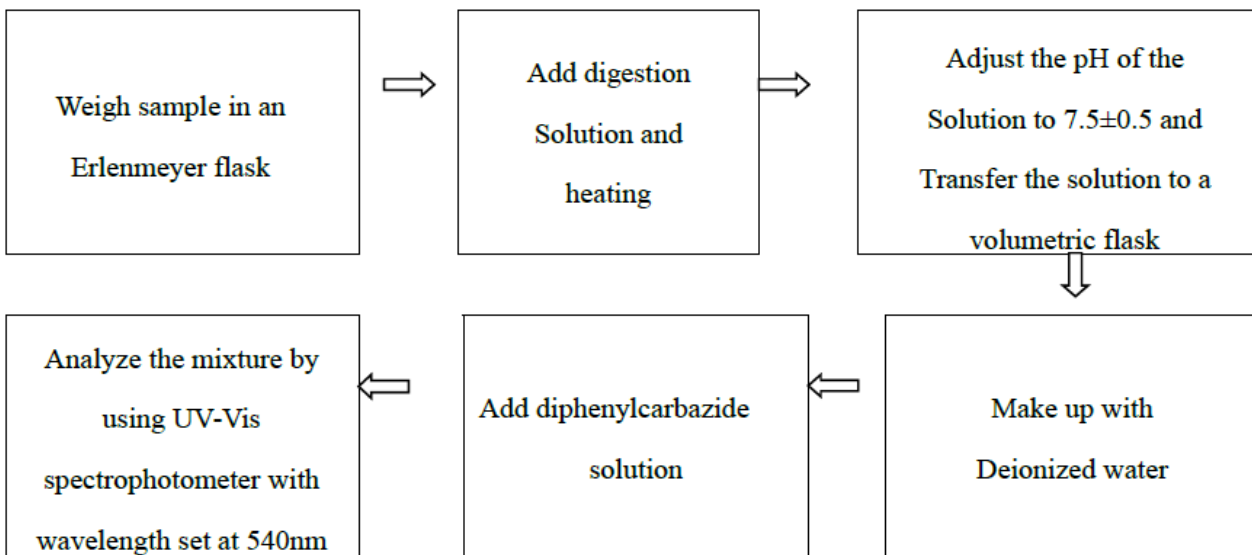 Weigh sample in an
Erlenmeyer flask
Add digestion
Solution and
heating
Adjust the pH of the
Solution to 7.5±0.5 and
Transfer the solution to a
volumetric flask
Make up with
Deionized water
Add diphenylcarbazide
solution
Analyze the mixture by
using UV-Vis
spectrophotometer with
wavelength set at 540nm